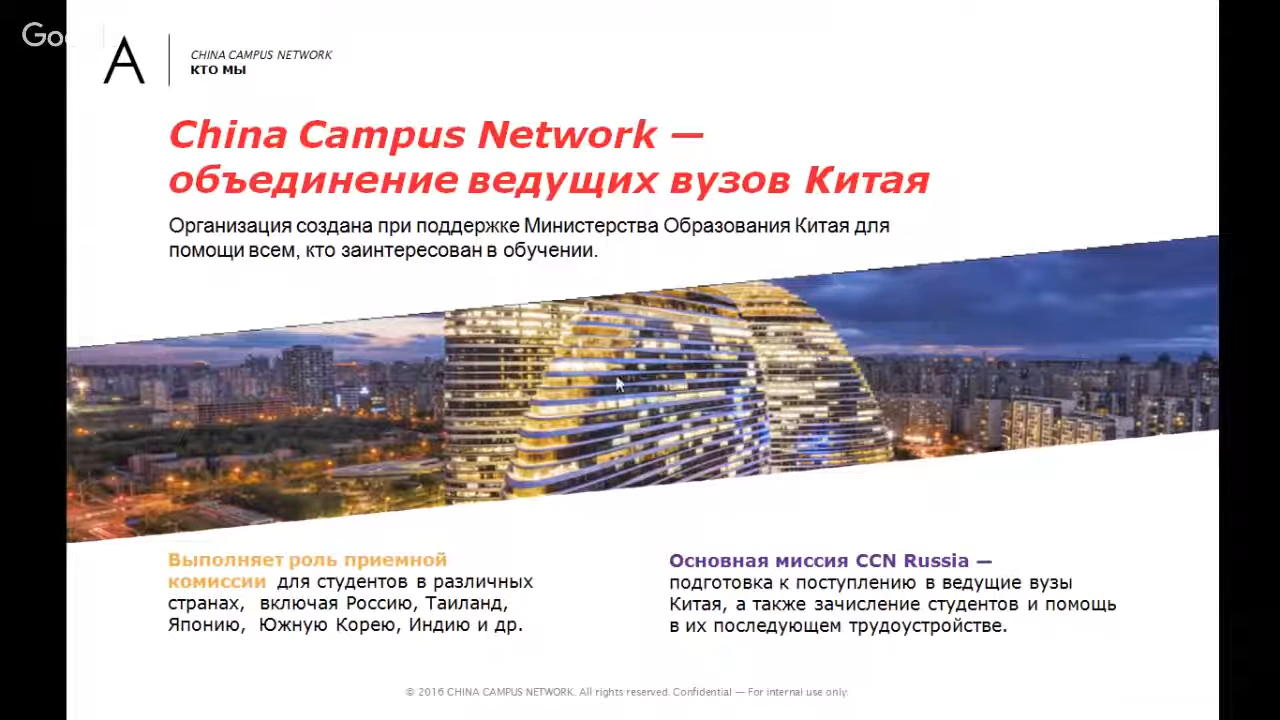 Goo
A
CHINA CAMPUS NETWORK
КТО МЫ
China Campus Network —
объединение ведущих вузов Китая
Организация создана при поддержке Министерства Образования Китая для
помощи всем, кто заинтересован в обучении.
Выполняет роль приемной
комиссии для студентов в различных
странах, включая Россию, Таиланд,
Японию, Южную Корею, Индию и др.
Основная миссия CCN Russia —
подготовка к поступлению в ведущие вузы
Китая, а также зачисление студентов и помощь
в их последующем трудоустройстве.
© 2016 CHINA CAMPUS NETWORK. All rights reserved. Confidential — For internal use only.